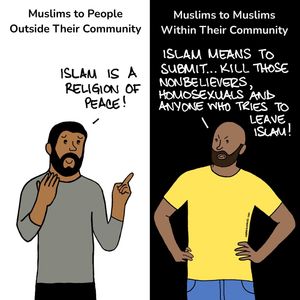 Muslims to People
Outside Their Community
ISLAM IS A
RELIGION OF
PEACE!
Muslims to Muslims
Within Their Community
ISLAM MEANS TO
SUBMIT... KILL THOSE
NONBELIEVERS,
HOMOSEXUALS AND
ANYONE WHO TRIES TO
LEAVE
ISLAM!